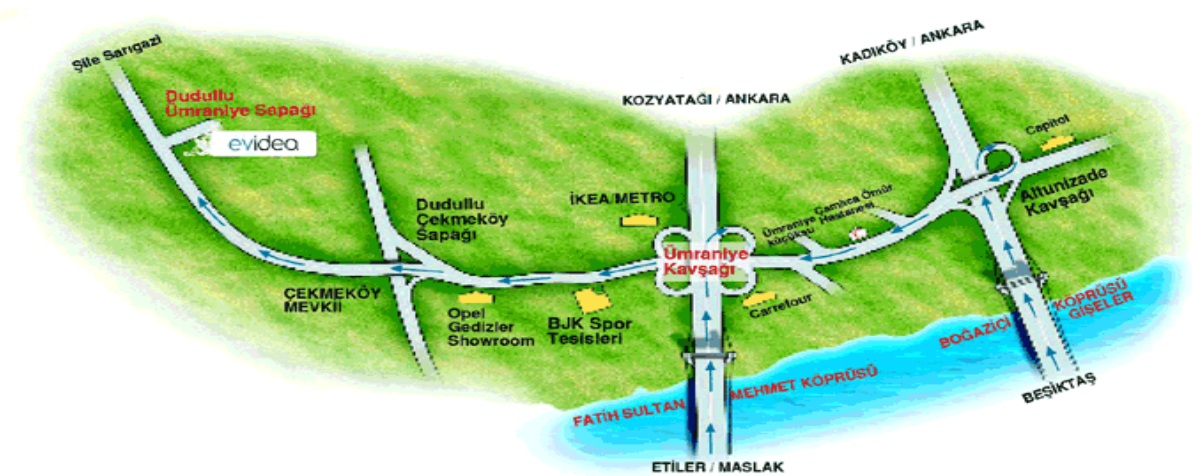 Şile Sarıgazi
Dudullu
Ümraniye Sapağı
evidea
KADIKÖY / ANKARA
KOZYATAĞI / ANKARA
Capitol
Altunizade
Kavşağı
Dudullu
Çekmeköy
Sapağı
İKEA/METRO
Ümraniye
küçüksu
Çamlıca Ömür
Hastanesi
Ümraniye
Kavşağı
ÇEKMEKÖY
MEVKII
Opel
Gedizler
Showroom
BJK Spor
Tesisleri
Carrefour
BOĞAZİÇİ
KÖPRÜSÜ
GİŞELER
FATİH SULTAN
MEHMET KÖPRÜSÜ
BEŞİKTAŞ
ETİLER / MASLAK